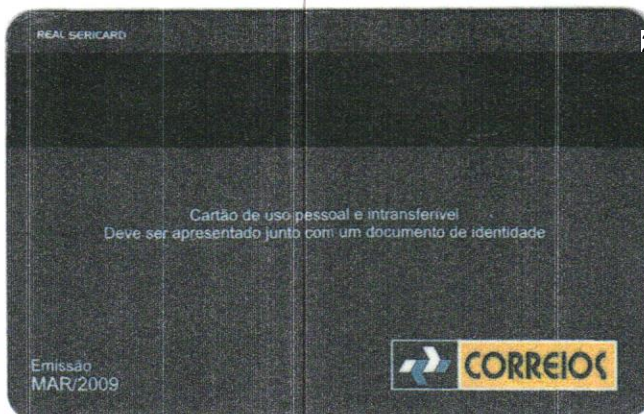 REAL SERICARD
Cartão de uso pessoal e intransferível
Deve ser apresentado junto com um documento de identidade
Emissão
MAR/2009
CORREIOS